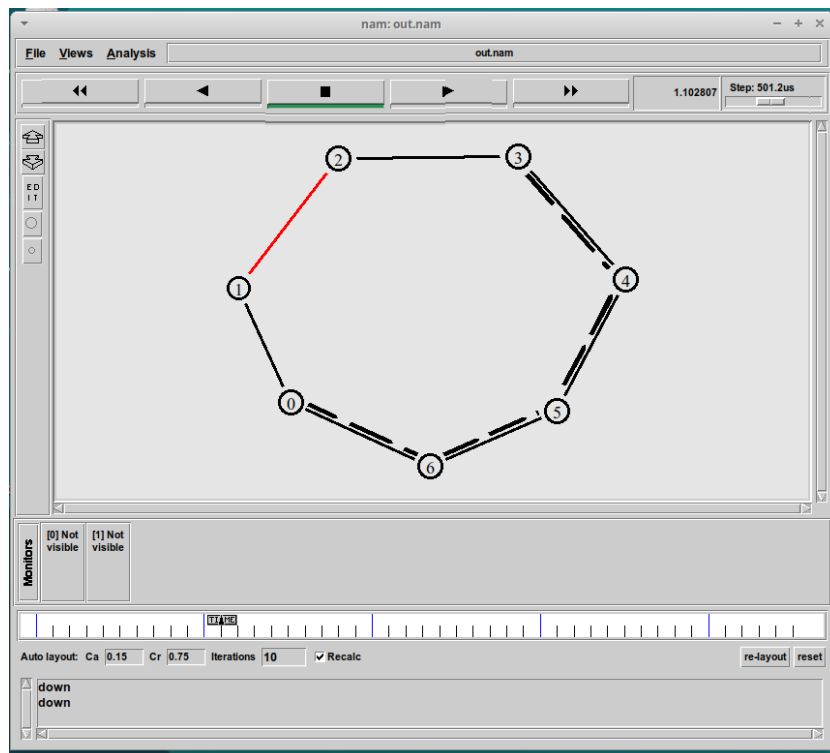 nam: out.nam
File Views Analysis out.nam
1.102807 Step: 501.2us
ED
IT
2
3
1
4
0
5
6
Monitors
[0] Not
visible
[1] Not
visible
TIME
Auto layout: Ca 0.15 Cr 0.75 Iterations 10 Recalc re-layout reset
down
down